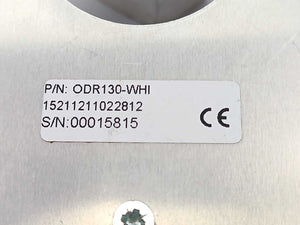 P/N: ODR130-WHI
15211211022812
S/N:00015815
CE